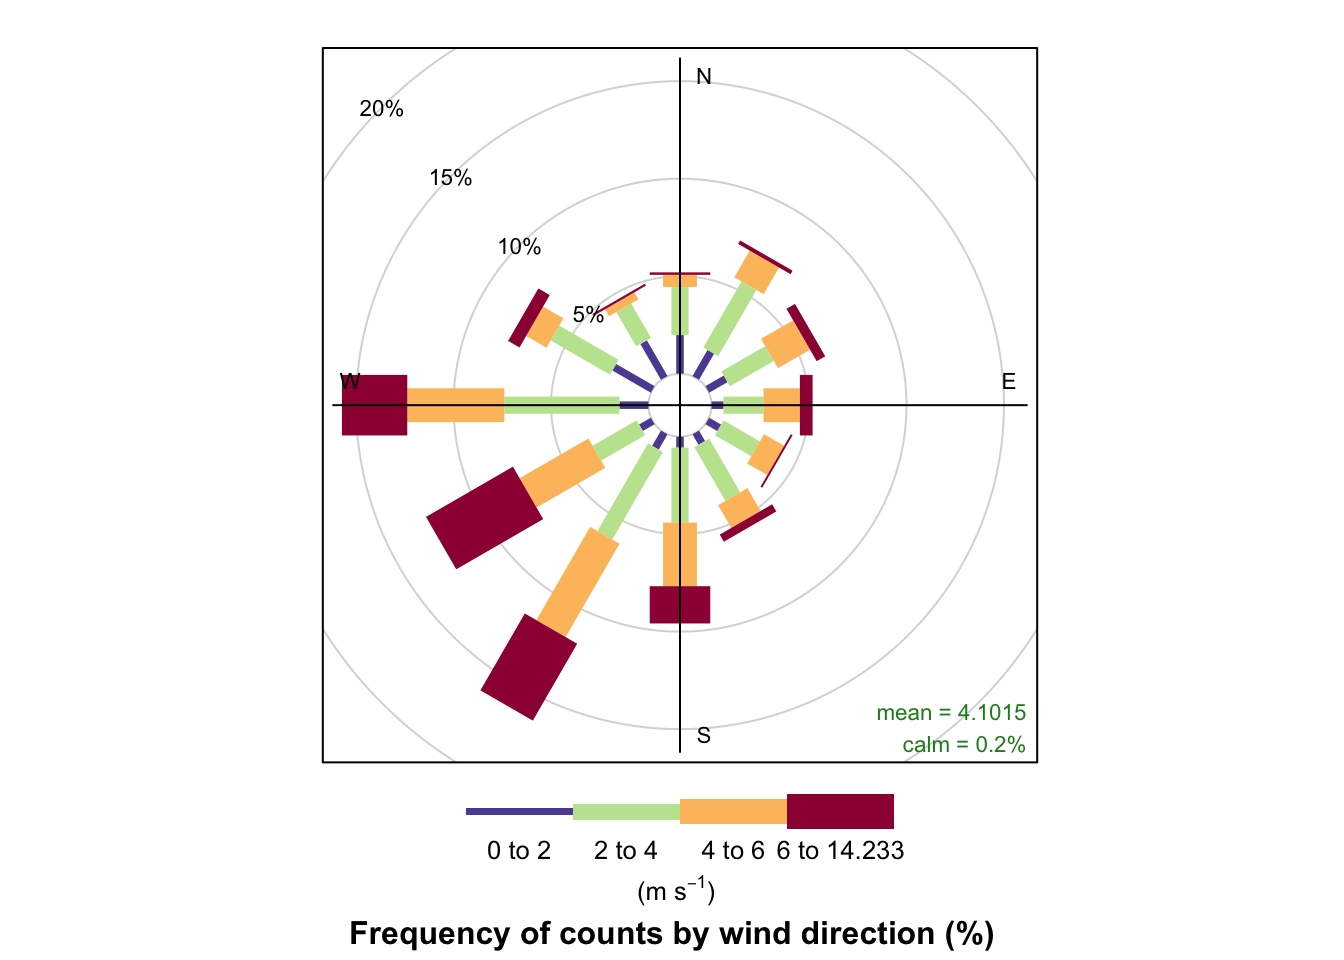 N
20%
15%
10%
5%
W
E
S
mean = 4.1015
calm = 0.2%
0 to 2 2 to 4 4 to 6 6 to 14.233
(m s⁻¹)
Frequency of counts by wind direction (%)